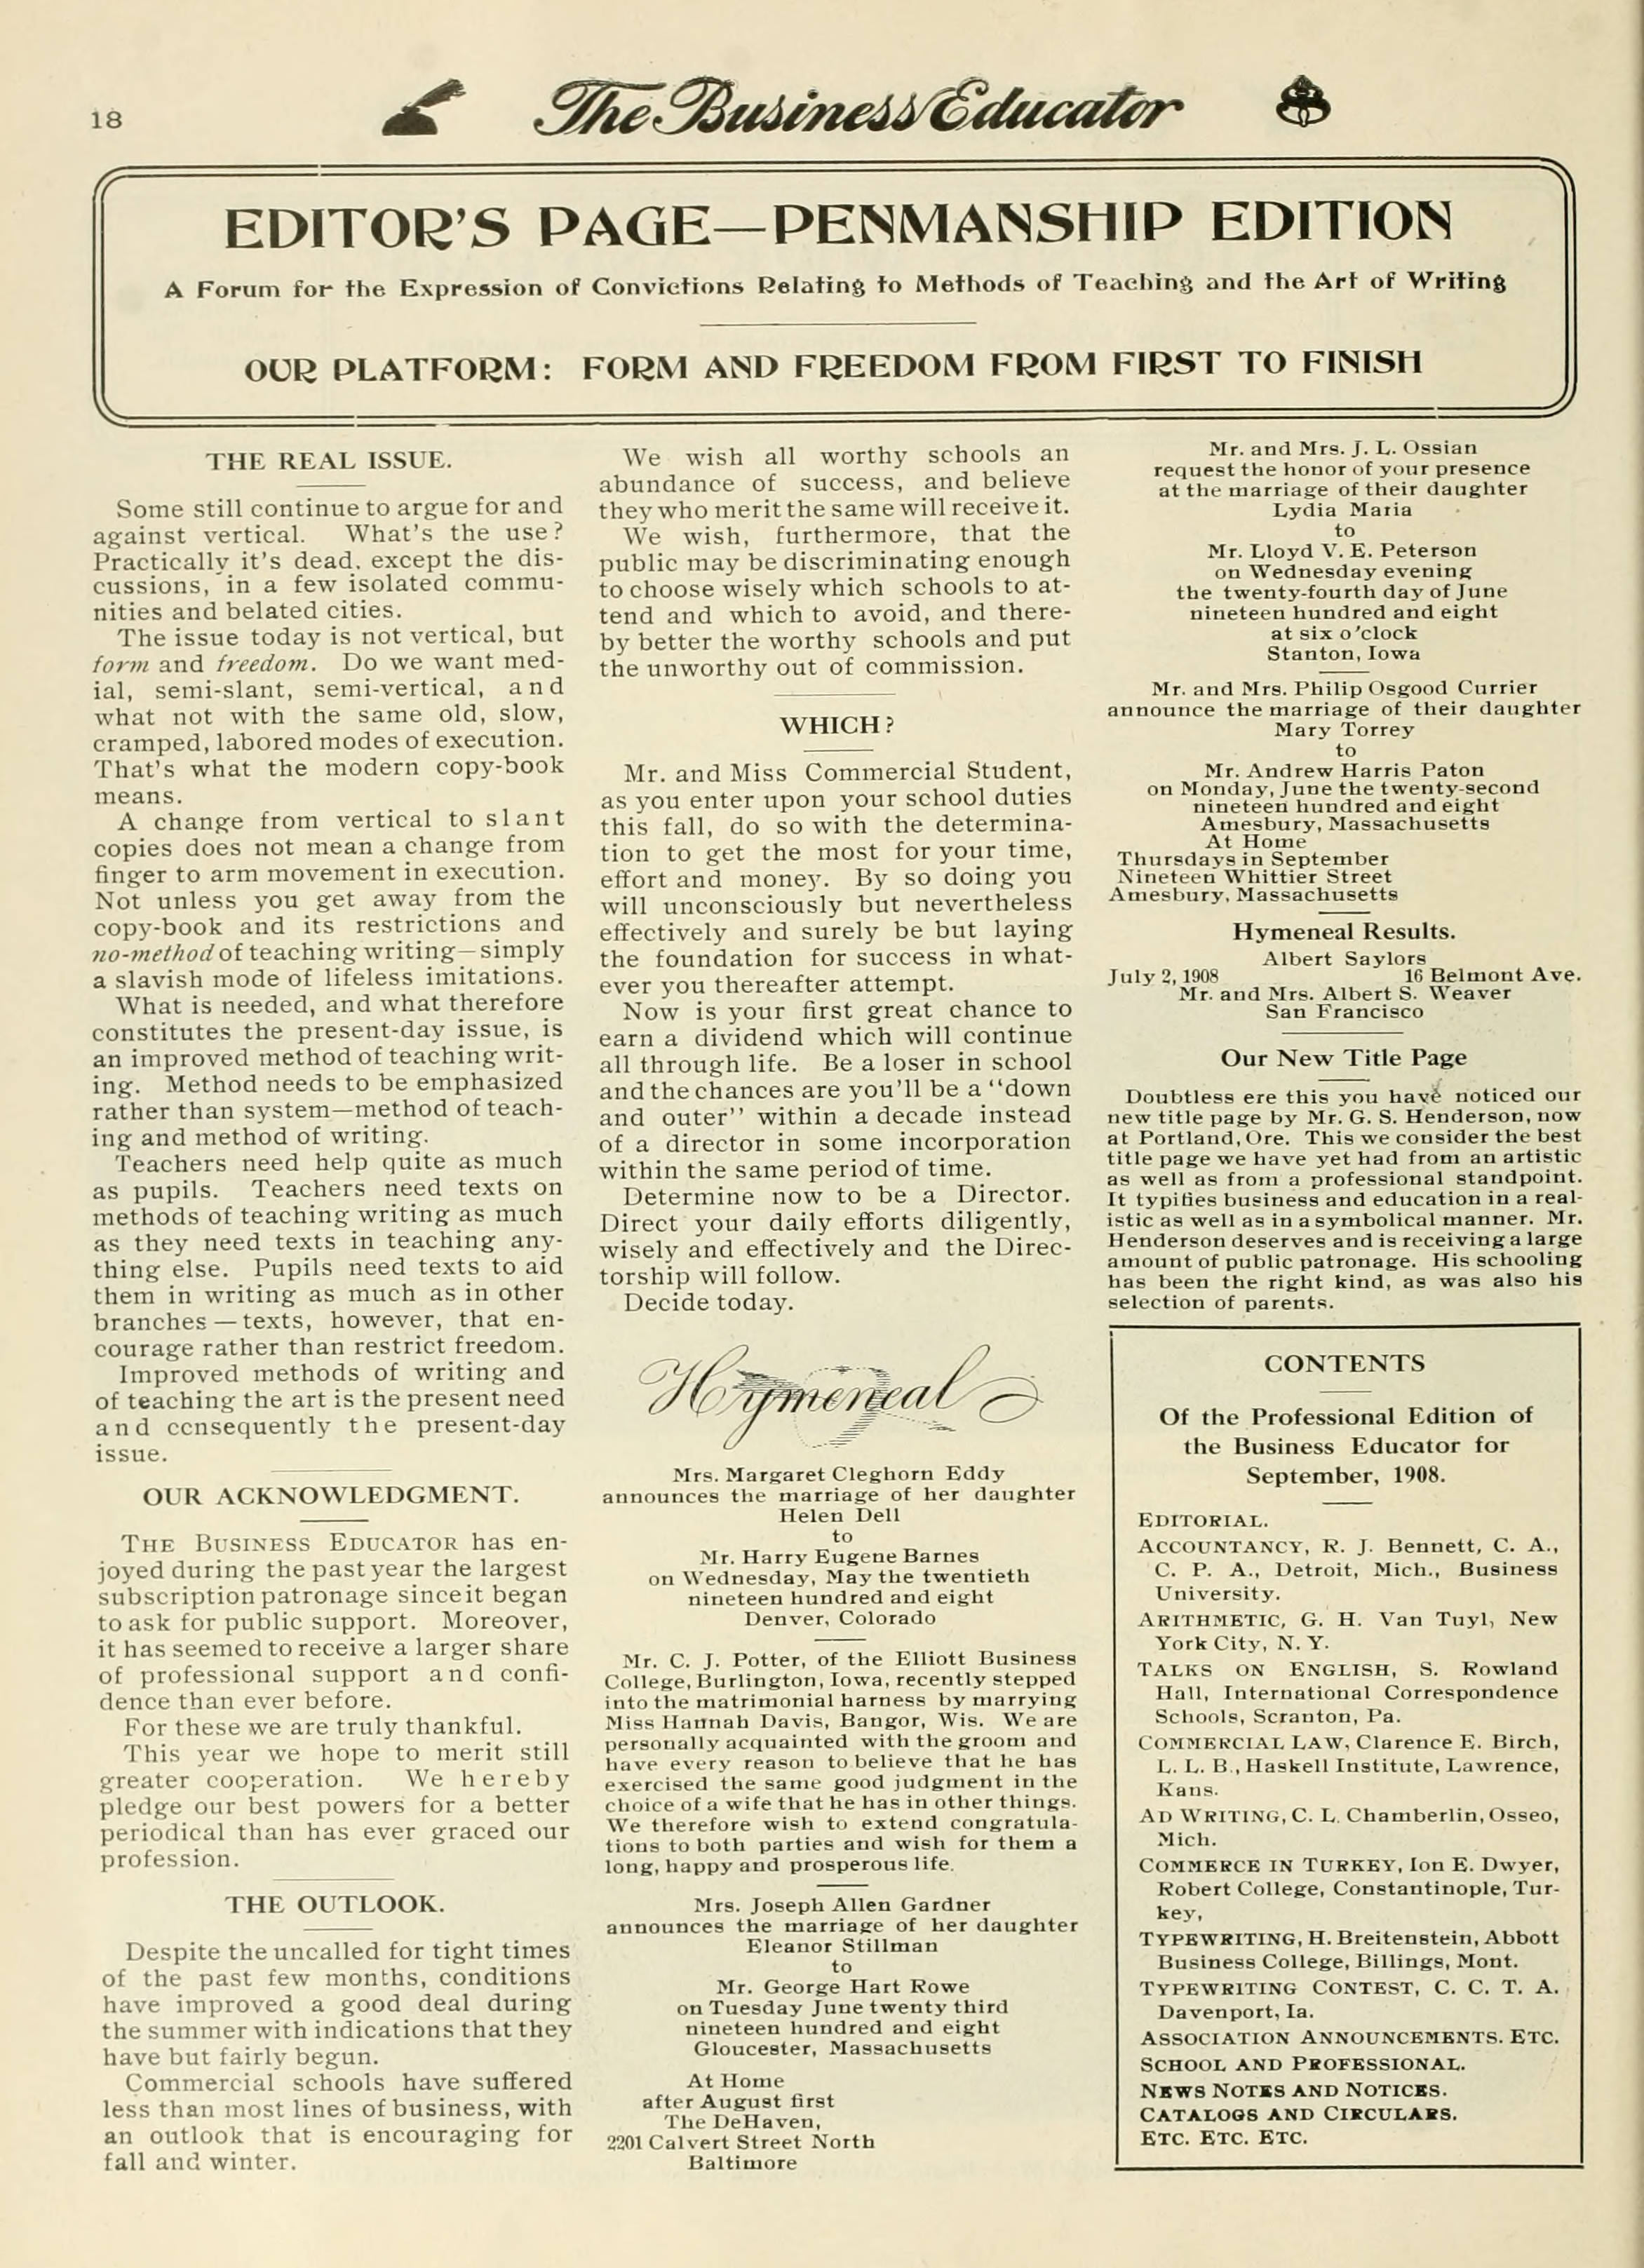 18
The Business Educator
EDITOR'S PAGE—PENMANSHIP EDITION
A Forum for the Expression of Convictions Relating to Methods of Teaching and the Art of Writing
OUR PLATFORM: FORM AND FREEDOM FROM FIRST TO FINISH
THE REAL ISSUE.
Some still continue to argue for and
against vertical. What's the use?
Practically it's dead, except the dis-
cussions, in a few isolated commu-
nities and belated cities.
The issue today is not vertical, but
form and freedom. Do we want med-
ial, semi-slant, semi-vertical, and
what not with the same old, slow,
cramped, labored modes of execution.
That's what the modern copy-book
means.
A change from vertical to slant
copies does not mean a change from
finger to arm movement in execution.
Not unless you get away from the
copy-book and its restrictions and
no-method of teaching writing—simply
a slavish mode of lifeless imitations.
What is needed, and what therefore
constitutes the present-day issue, is
an improved method of teaching writ-
ing. Method needs to be emphasized
rather than system—method of teach-
ing and method of writing.
Teachers need help quite as much
as pupils. Teachers need texts on
methods of teaching writing as much
as they need texts in teaching any-
thing else. Pupils need texts to aid
them in writing as much as in other
branches—texts, however, that en-
courage rather than restrict freedom.
Improved methods of writing and
of teaching the art is the present need
and ccnsequently the present-day
issue.
OUR ACKNOWLEDGMENT.
THE BUSINESS EDUCATOR has en-
joyed during the past year the largest
subscription patronage since it began
to ask for public support. Moreover,
it has seemed to receive a larger share
of professional support and confi-
dence than ever before.
For these we are truly thankful.
This year we hope to merit still
greater cooperation. We hereby
pledge our best powers for a better
periodical than has ever graced our
profession.
THE OUTLOOK.
Despite the uncalled for tight times
of the past few months, conditions
have improved a good deal during
the summer with indications that they
have but fairly begun.
Commercial schools have suffered
less than most lines of business, with
an outlook that is encouraging for
fall and winter.
We wish all worthy schools an
abundance of success, and believe
they who merit the same will receive it.
We wish, furthermore, that the
public may be discriminating enough
to choose wisely which schools to at-
tend and which to avoid, and there-
by better the worthy schools and put
the unworthy out of commission.
WHICH?
Mr. and Miss Commercial Student,
as you enter upon your school duties
this fall, do so with the determina-
tion to get the most for your time,
effort and money. By so doing you
will unconsciously but nevertheless
effectively and surely be but laying
the foundation for success in what-
ever you thereafter attempt.
Now is your first great chance to
earn a dividend which will continue
all through life. Be a loser in school
and the chances are you'll be a "down
and outer" within a decade instead
of a director in some incorporation
within the same period of time.
Determine now to be a Director.
Direct your daily efforts diligently,
wisely and effectively and the Direc-
torship will follow.
Decide today.
Hymeneal
Mrs. Margaret Cleghorn Eddy
announces the marriage of her daughter
Helen Dell
to
Mr. Harry Eugene Barnes
on Wednesday, May the twentieth
nineteen hundred and eight
Denver, Colorado
Mr. C. J. Potter, of the Elliott Business
College, Burlington, Iowa, recently stepped
into the matrimonial harness by marrying
Miss Hannah Davis, Bangor, Wis. We are
personally acquainted with the groom and
have every reason to believe that he has
exercised the same good judgment in the
choice of a wife that he has in other things.
We therefore wish to extend congratula-
tions to both parties and wish for them a
long, happy and prosperous life.
Mrs. Joseph Allen Gardner
announces the marriage of her daughter
Eleanor Stillman
to
Mr. George Hart Rowe
on Tuesday June twenty third
nineteen hundred and eight
Gloucester, Massachusetts
At Home
after August first
The DeHaven,
2201 Calvert Street North
Baltimore
Mr. and Mrs. J. L. Ossian
request the honor of your presence
at the marriage of their daughter
Lydia Maria
to
Mr. Lloyd V. E. Peterson
on Wednesday evening
the twenty-fourth day of June
nineteen hundred and eight
at six o'clock
Stanton, Iowa
Mr. and Mrs. Philip Osgood Currier
announce the marriage of their daughter
Mary Torrey
to
Mr. Andrew Harris Paton
on Monday, June the twenty-second
nineteen hundred and eight
Amesbury, Massachusetts
At Home
Thursdays in September
Nineteen Whittier Street
Amesbury, Massachusetts
Hymeneal Results.
Albert Saylors
July 2, 1908 16 Belmont Ave.
Mr. and Mrs. Albert S. Weaver
San Francisco
Our New Title Page
Doubtless ere this you have noticed our
new title page by Mr. G. S. Henderson, now
at Portland, Ore. This we consider the best
title page we have yet had from an artistic
as well as from a professional standpoint.
It typifies business and education in a real-
istic as well as in a symbolical manner. Mr.
Henderson deserves and is receiving a large
amount of public patronage. His schooling
has been the right kind, as was also his
selection of parents.
CONTENTS
Of the Professional Edition of
the Business Educator for
September, 1908.
EDITORIAL.
ACCOUNTANCY, R. J. Bennett, C. A.,
C. P. A., Detroit, Mich., Business
University.
ARITHMETIC, G. H. Van Tuyl, New
York City, N. Y.
TALKS ON ENGLISH, S. Rowland
Hall, International Correspondence
Schools, Scranton, Pa.
COMMERCIAL LAW, Clarence E. Birch,
L. L. B., Haskell Institute, Lawrence,
Kans.
AD WRITING, C. L. Chamberlin, Osseo,
Mich.
COMMERCE IN TURKEY, Ion E. Dwyer,
Robert College, Constantinople, Tur-
key,
TYPEWRITING, H. Breitenstein, Abbott
Business College, Billings, Mont.
TYPEWRITING CONTEST, C. C. T. A.
Davenport, Ia.
ASSOCIATION ANNOUNCEMENTS. ETC.
SCHOOL AND PROFESSIONAL.
NEWS NOTES AND NOTICES.
CATALOGS AND CIRCULARS.
ETC. ETC. ETC.